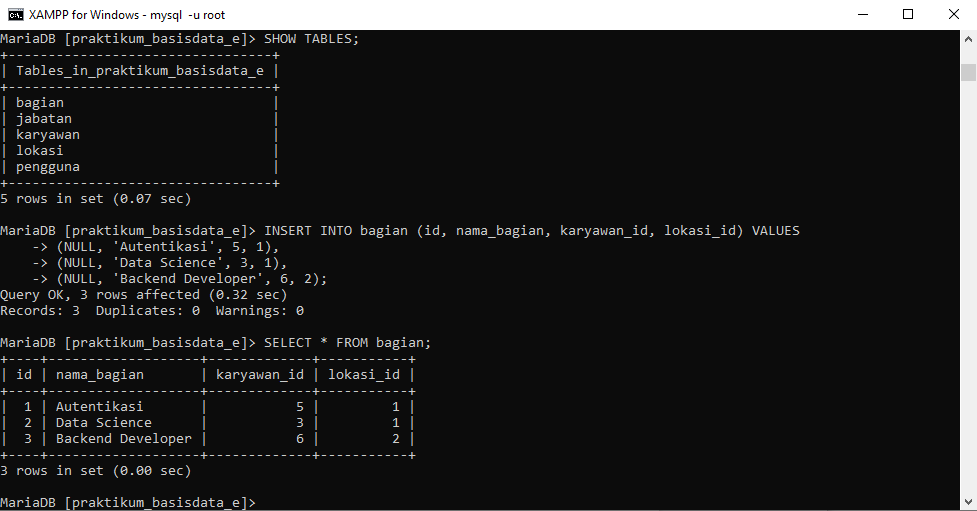 XAMPP for Windows - mysql  -u root
MariaDB [praktikum_basisdata_e]> SHOW TABLES;
+---------------------------------+
| Tables_in_praktikum_basisdata_e |
+---------------------------------+
| bagian                          |
| jabatan                         |
| karyawan                        |
| lokasi                          |
| pengguna                        |
+---------------------------------+
5 rows in set (0.07 sec)

MariaDB [praktikum_basisdata_e]> INSERT INTO bagian (id, nama_bagian, karyawan_id, lokasi_id) VALUES
    -> (NULL, 'Autentikasi', 5, 1),
    -> (NULL, 'Data Science', 3, 1),
    -> (NULL, 'Backend Developer', 6, 2);
Query OK, 3 rows affected (0.32 sec)
Records: 3  Duplicates: 0  Warnings: 0

MariaDB [praktikum_basisdata_e]> SELECT * FROM bagian;
+----+-------------------+-------------+-----------+
| id | nama_bagian       | karyawan_id | lokasi_id |
+----+-------------------+-------------+-----------+
|  1 | Autentikasi       |           5 |         1 |
|  2 | Data Science      |           3 |         1 |
|  3 | Backend Developer |           6 |         2 |
+----+-------------------+-------------+-----------+
3 rows in set (0.00 sec)

MariaDB [praktikum_basisdata_e]>